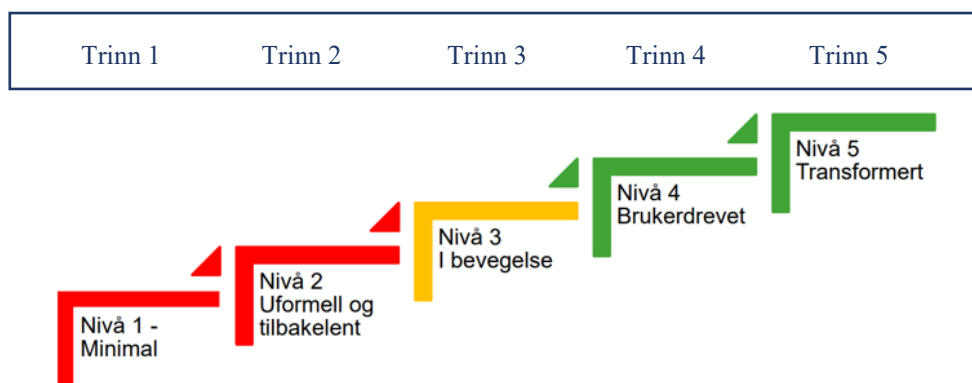 Trinn 1
Trinn 2
Trinn 3
Trinn 4
Trinn 5
Nivå 1 -
Minimal
Nivå 2
Uformell og
tilbakelent
Nivå 3
I bevegelse
Nivå 4
Brukerdrevet
Nivå 5
Transformert